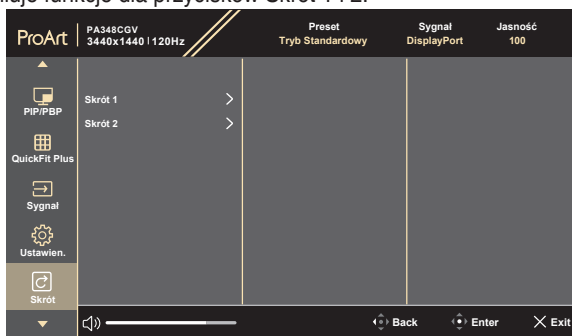 ProArt
PA348CGV
3440x1440 120Hz
Preset
Tryb Standardowy
Sygnał
DisplayPort
Jasność
100
PIP/PBP
QuickFit Plus
Sygnał
Ustawien.
Skrót
Skrót 1
Skrót 2
Back
Enter
Exit